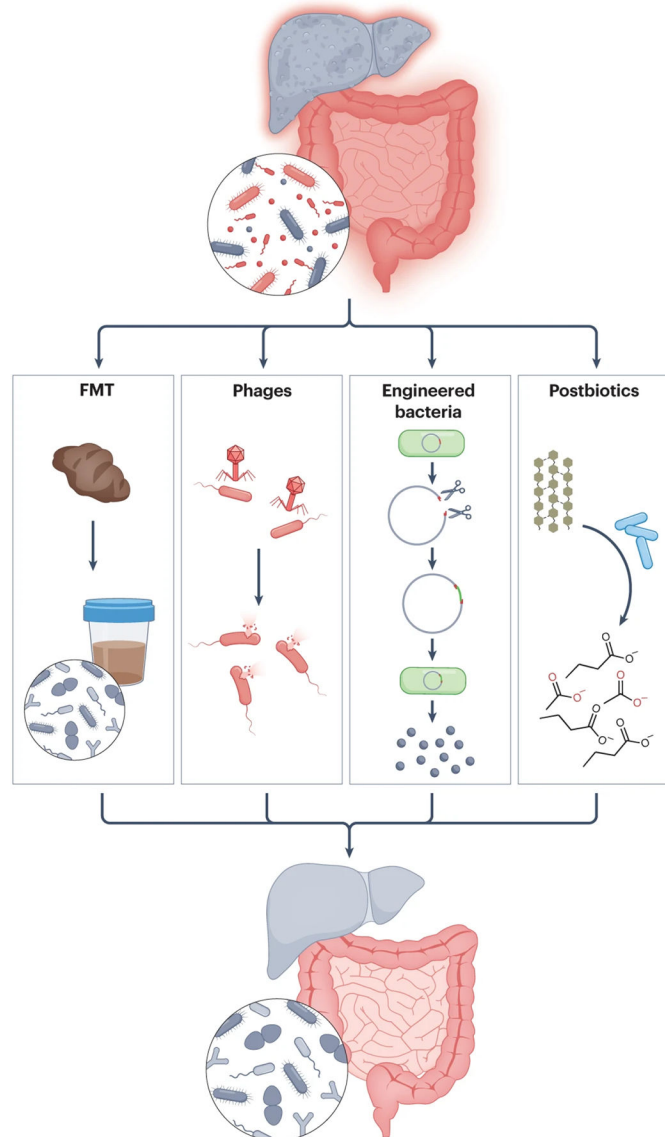 FMT
Phages
Engineered
bacteria
Postbiotics
O
O⁻
O
O⁻
O
O⁻
O
O⁻
O
O⁻